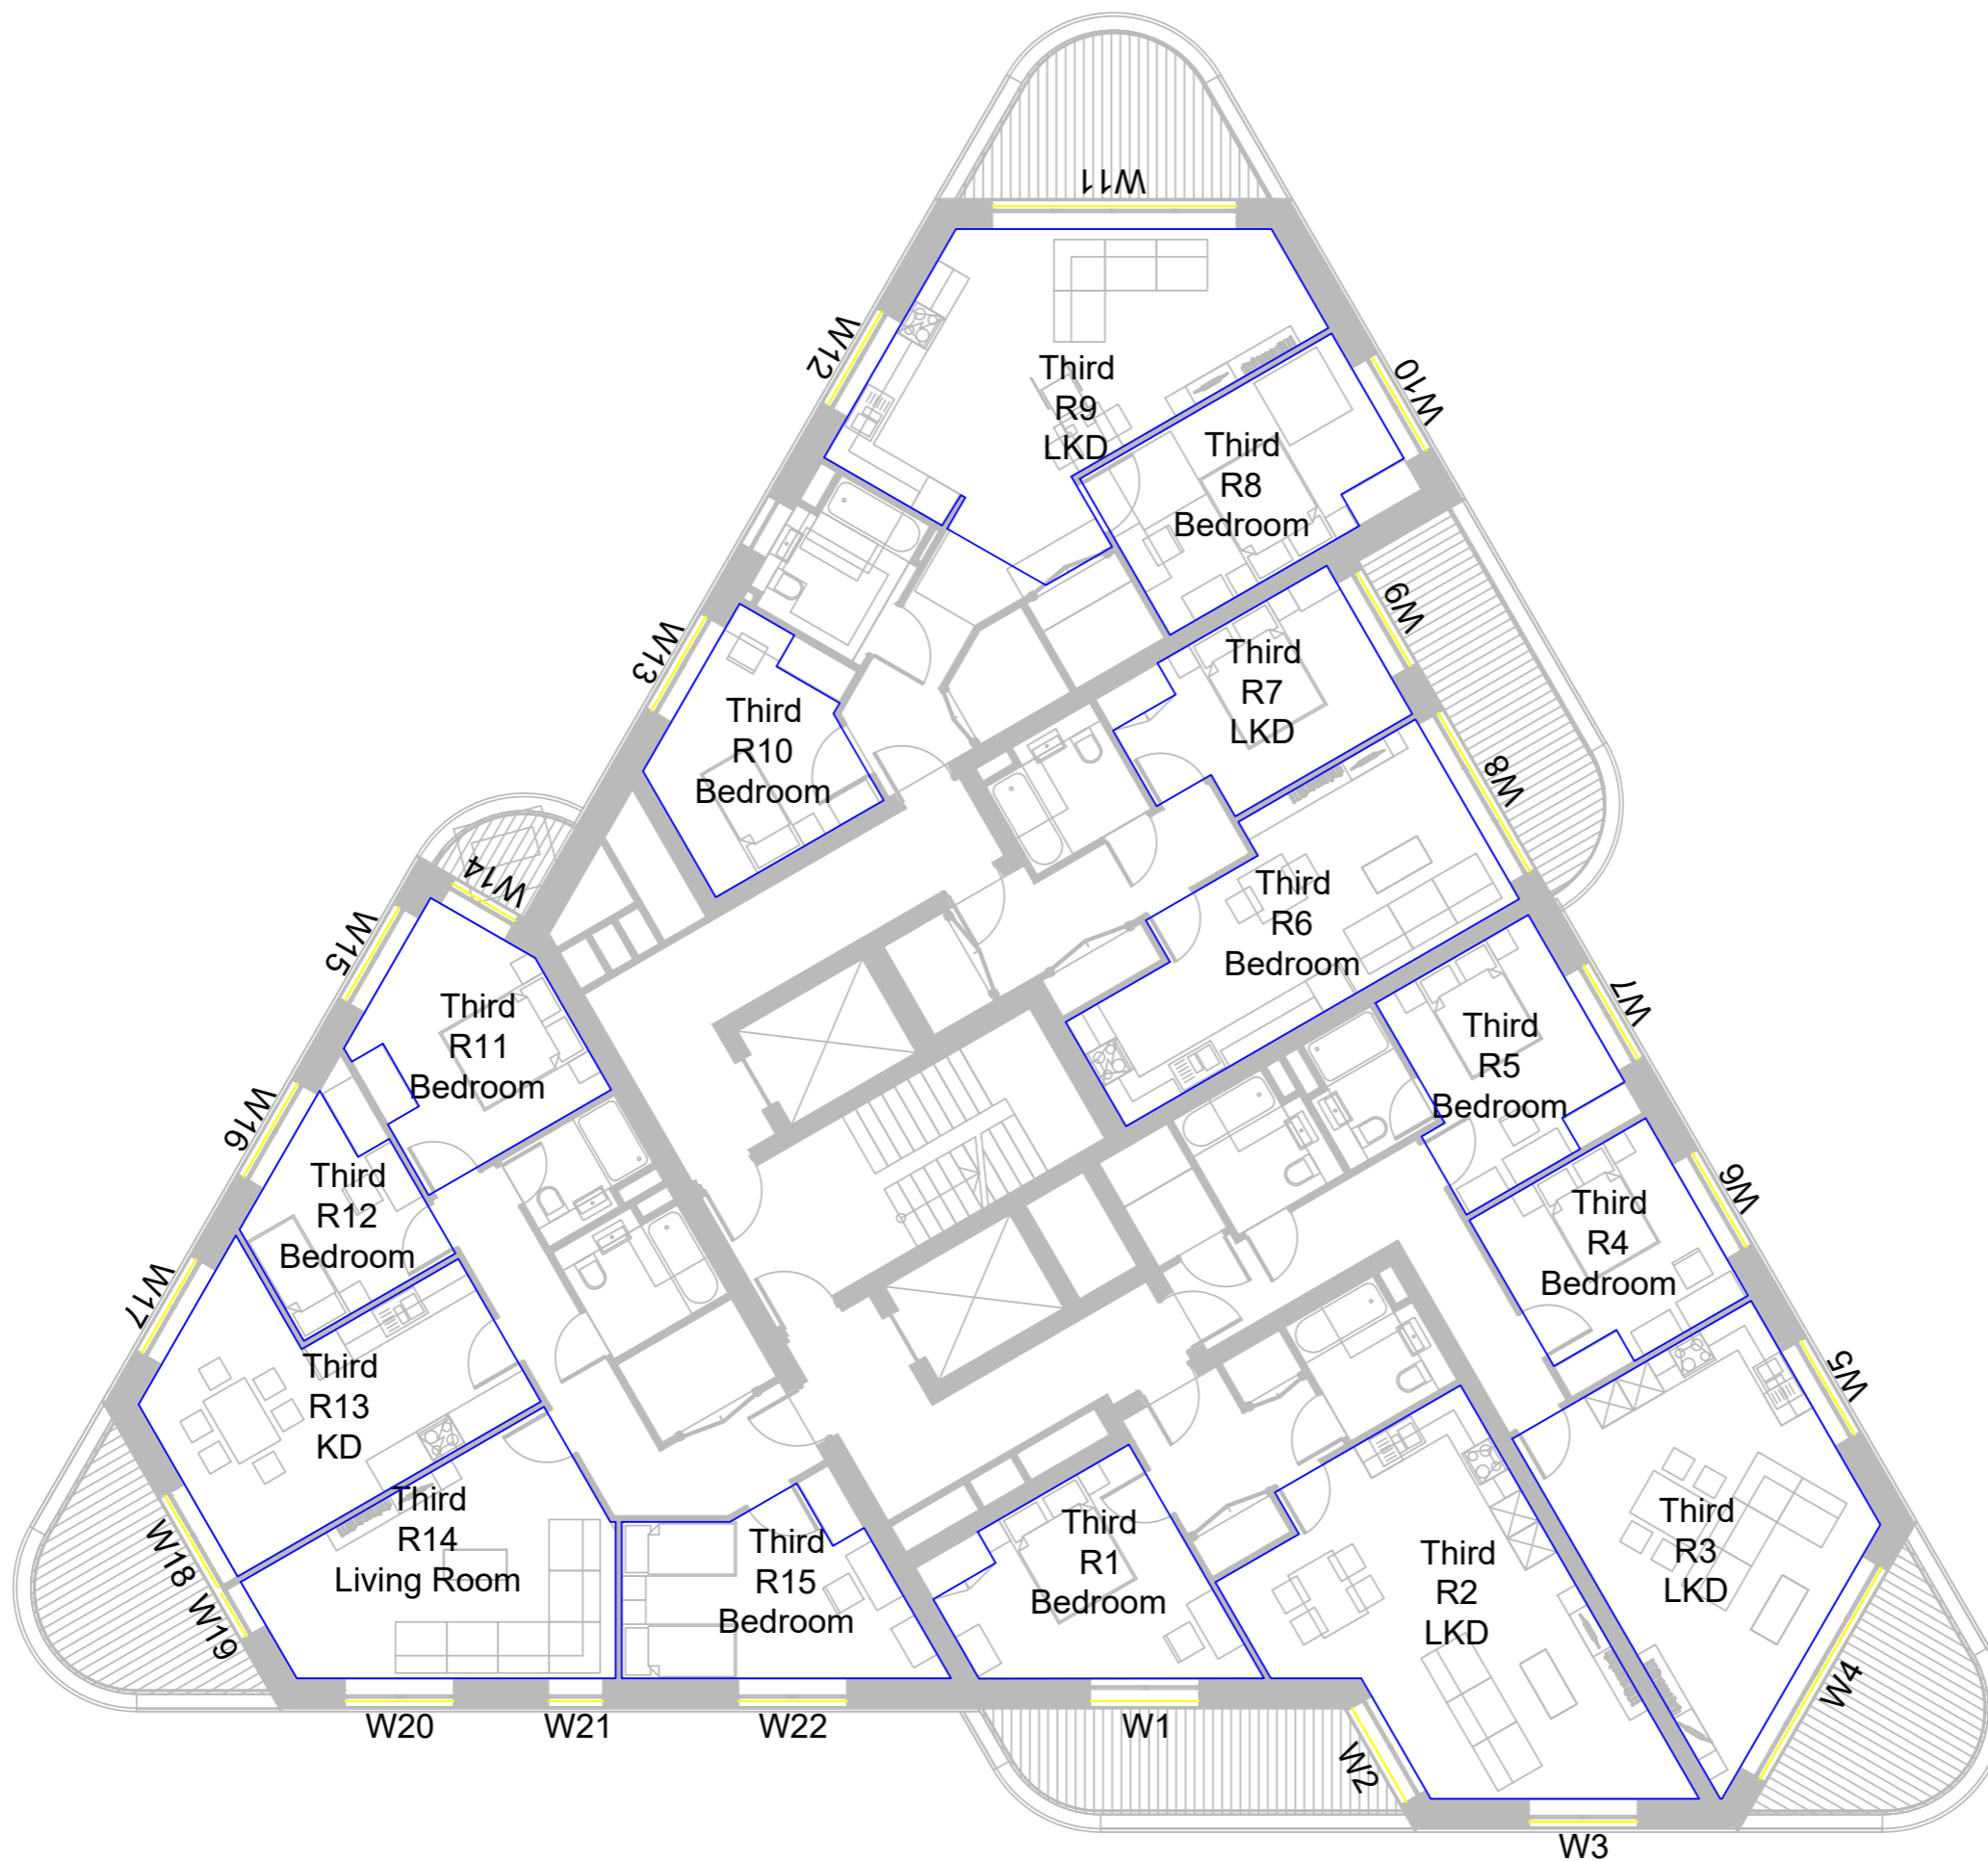 W11
W12
Third
R9
LKD
W10
Third
R8
Bedroom
W9
W13
Third
R7
LKD
Third
R10
Bedroom
W8
W14
Third
R6
Bedroom
W15
W7
Third
R11
Bedroom
Third
R5
Bedroom
W16
Third
R12
Bedroom
W6
Third
R4
Bedroom
W17
Third
R13
KD
W5
Third
R14
Living Room
Third
R15
Bedroom
Third
R1
Bedroom
Third
R2
LKD
Third
R3
LKD
W18
W19
W4
W20
W21
W22
W1
W2
W3